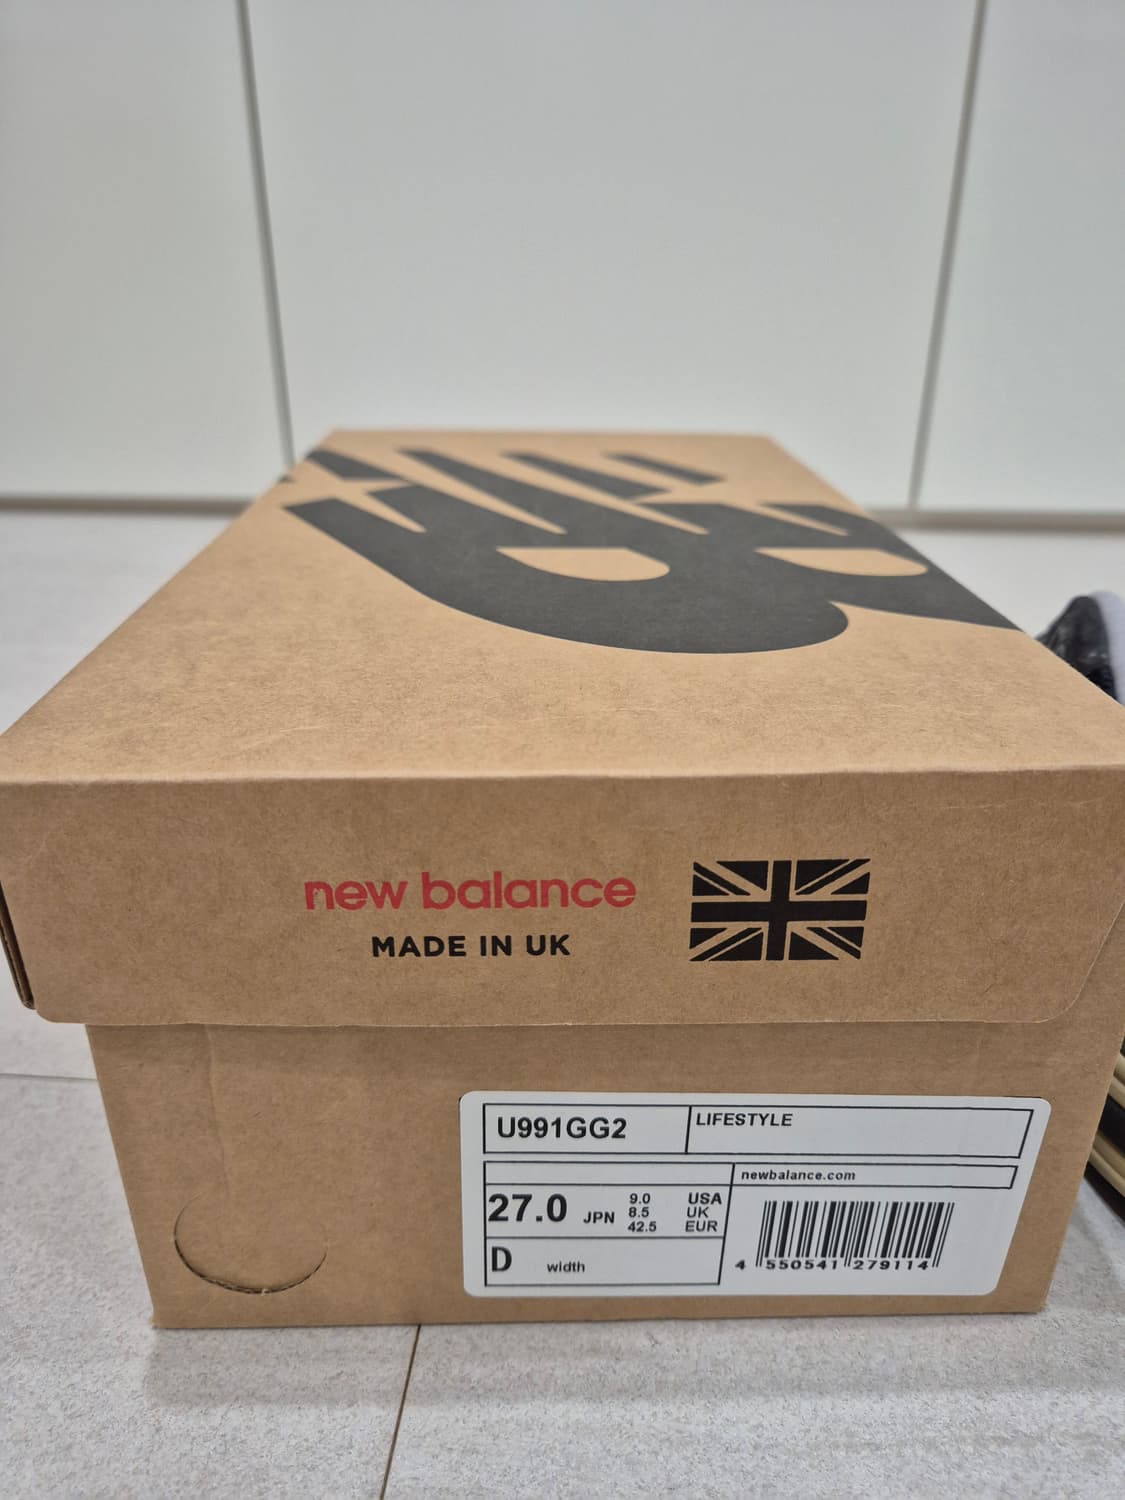 new balance
MADE IN UK
U991GG2
LIFESTYLE
newbalance.com
27.0 JPN
9.0 USA
8.5 UK
42.5 EUR
D width
4 550541 279114